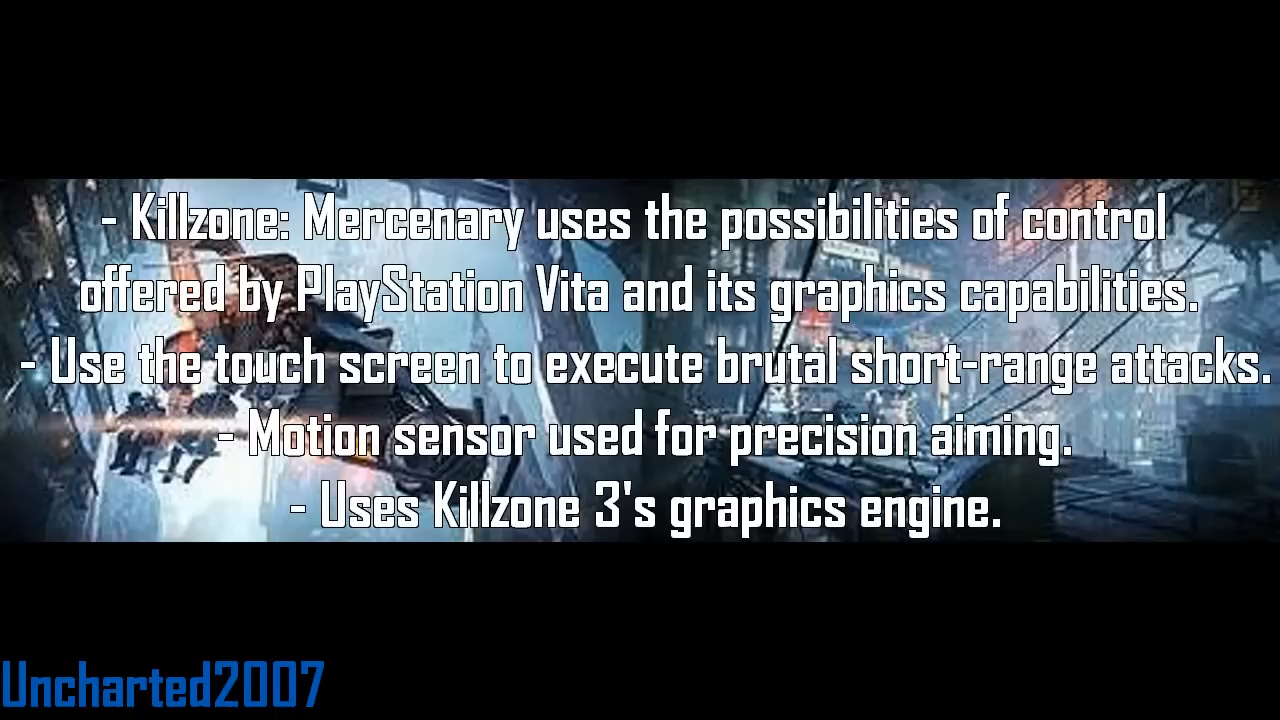 - Killzone: Mercenary uses the possibilities of control
offered by PlayStation Vita and its graphics capabilities.
- Use the touch screen to execute brutal short-range attacks.
- Motion sensor used for precision aiming.
- Uses Killzone 3's graphics engine.
Uncharted2007